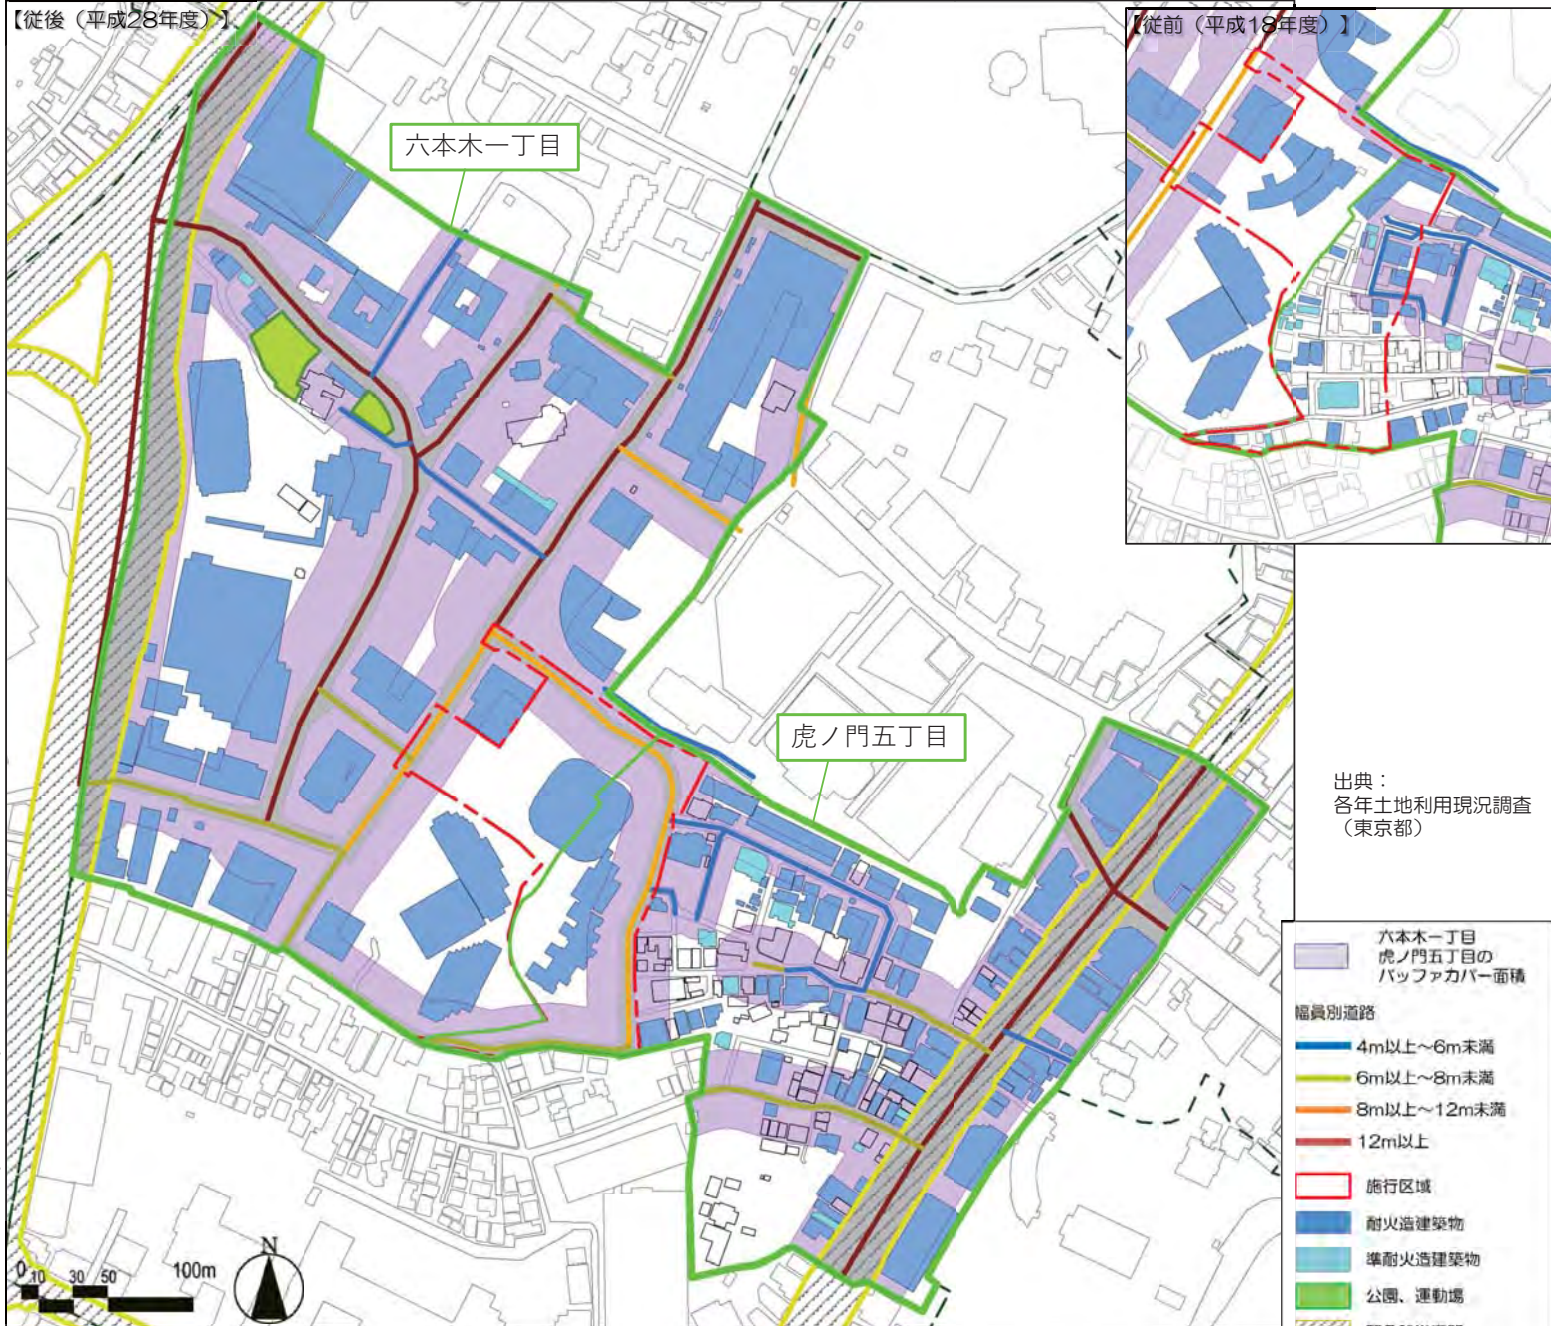 【従後（平成28年度）】
【従前（平成18年度）】
六本木一丁目
虎ノ門五丁目
出典：
各年土地利用現況調査
（東京都）
六本木一丁目
虎ノ門五丁目の
バッファカバー面積
幅員別道路
4m以上～6m未満
6m以上～8m未満
8m以上～12m未満
12m以上
施行区域
耐火造建築物
準耐火造建築物
公園、運動場
0 10 30 50 100m
N